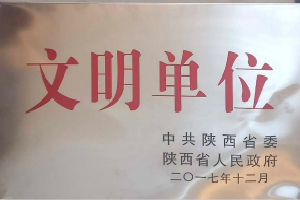 文明单位
中共陕西省委
陕西省人民政府
二〇一七年十二月